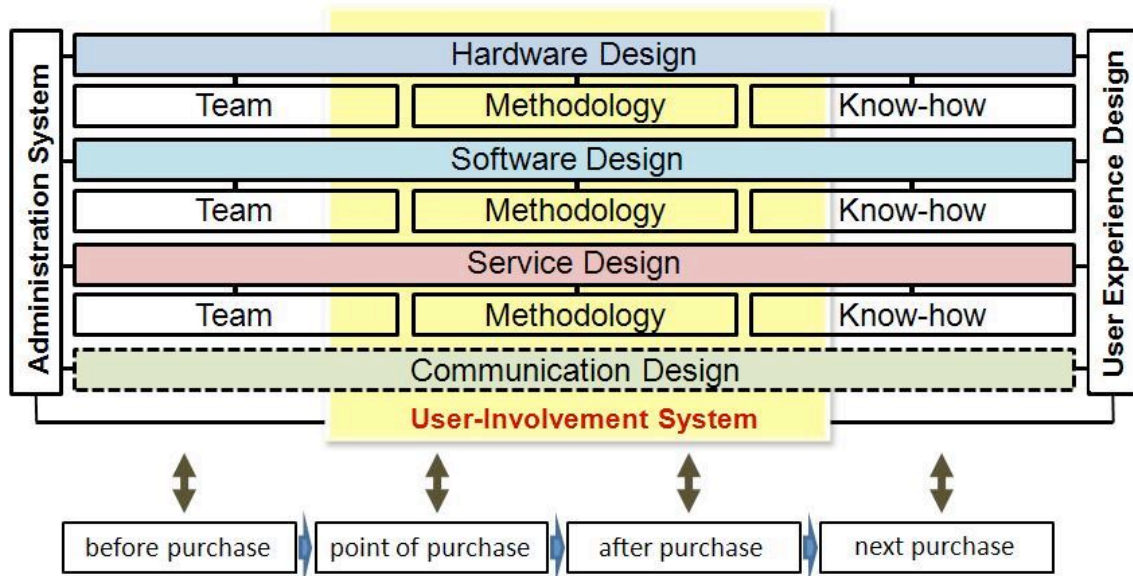 Administration System
Hardware Design
Team
Methodology
Know-how
Software Design
Team
Methodology
Know-how
Service Design
Team
Methodology
Know-how
Communication Design
User-Involvement System
User Experience Design
before purchase
point of purchase
after purchase
next purchase